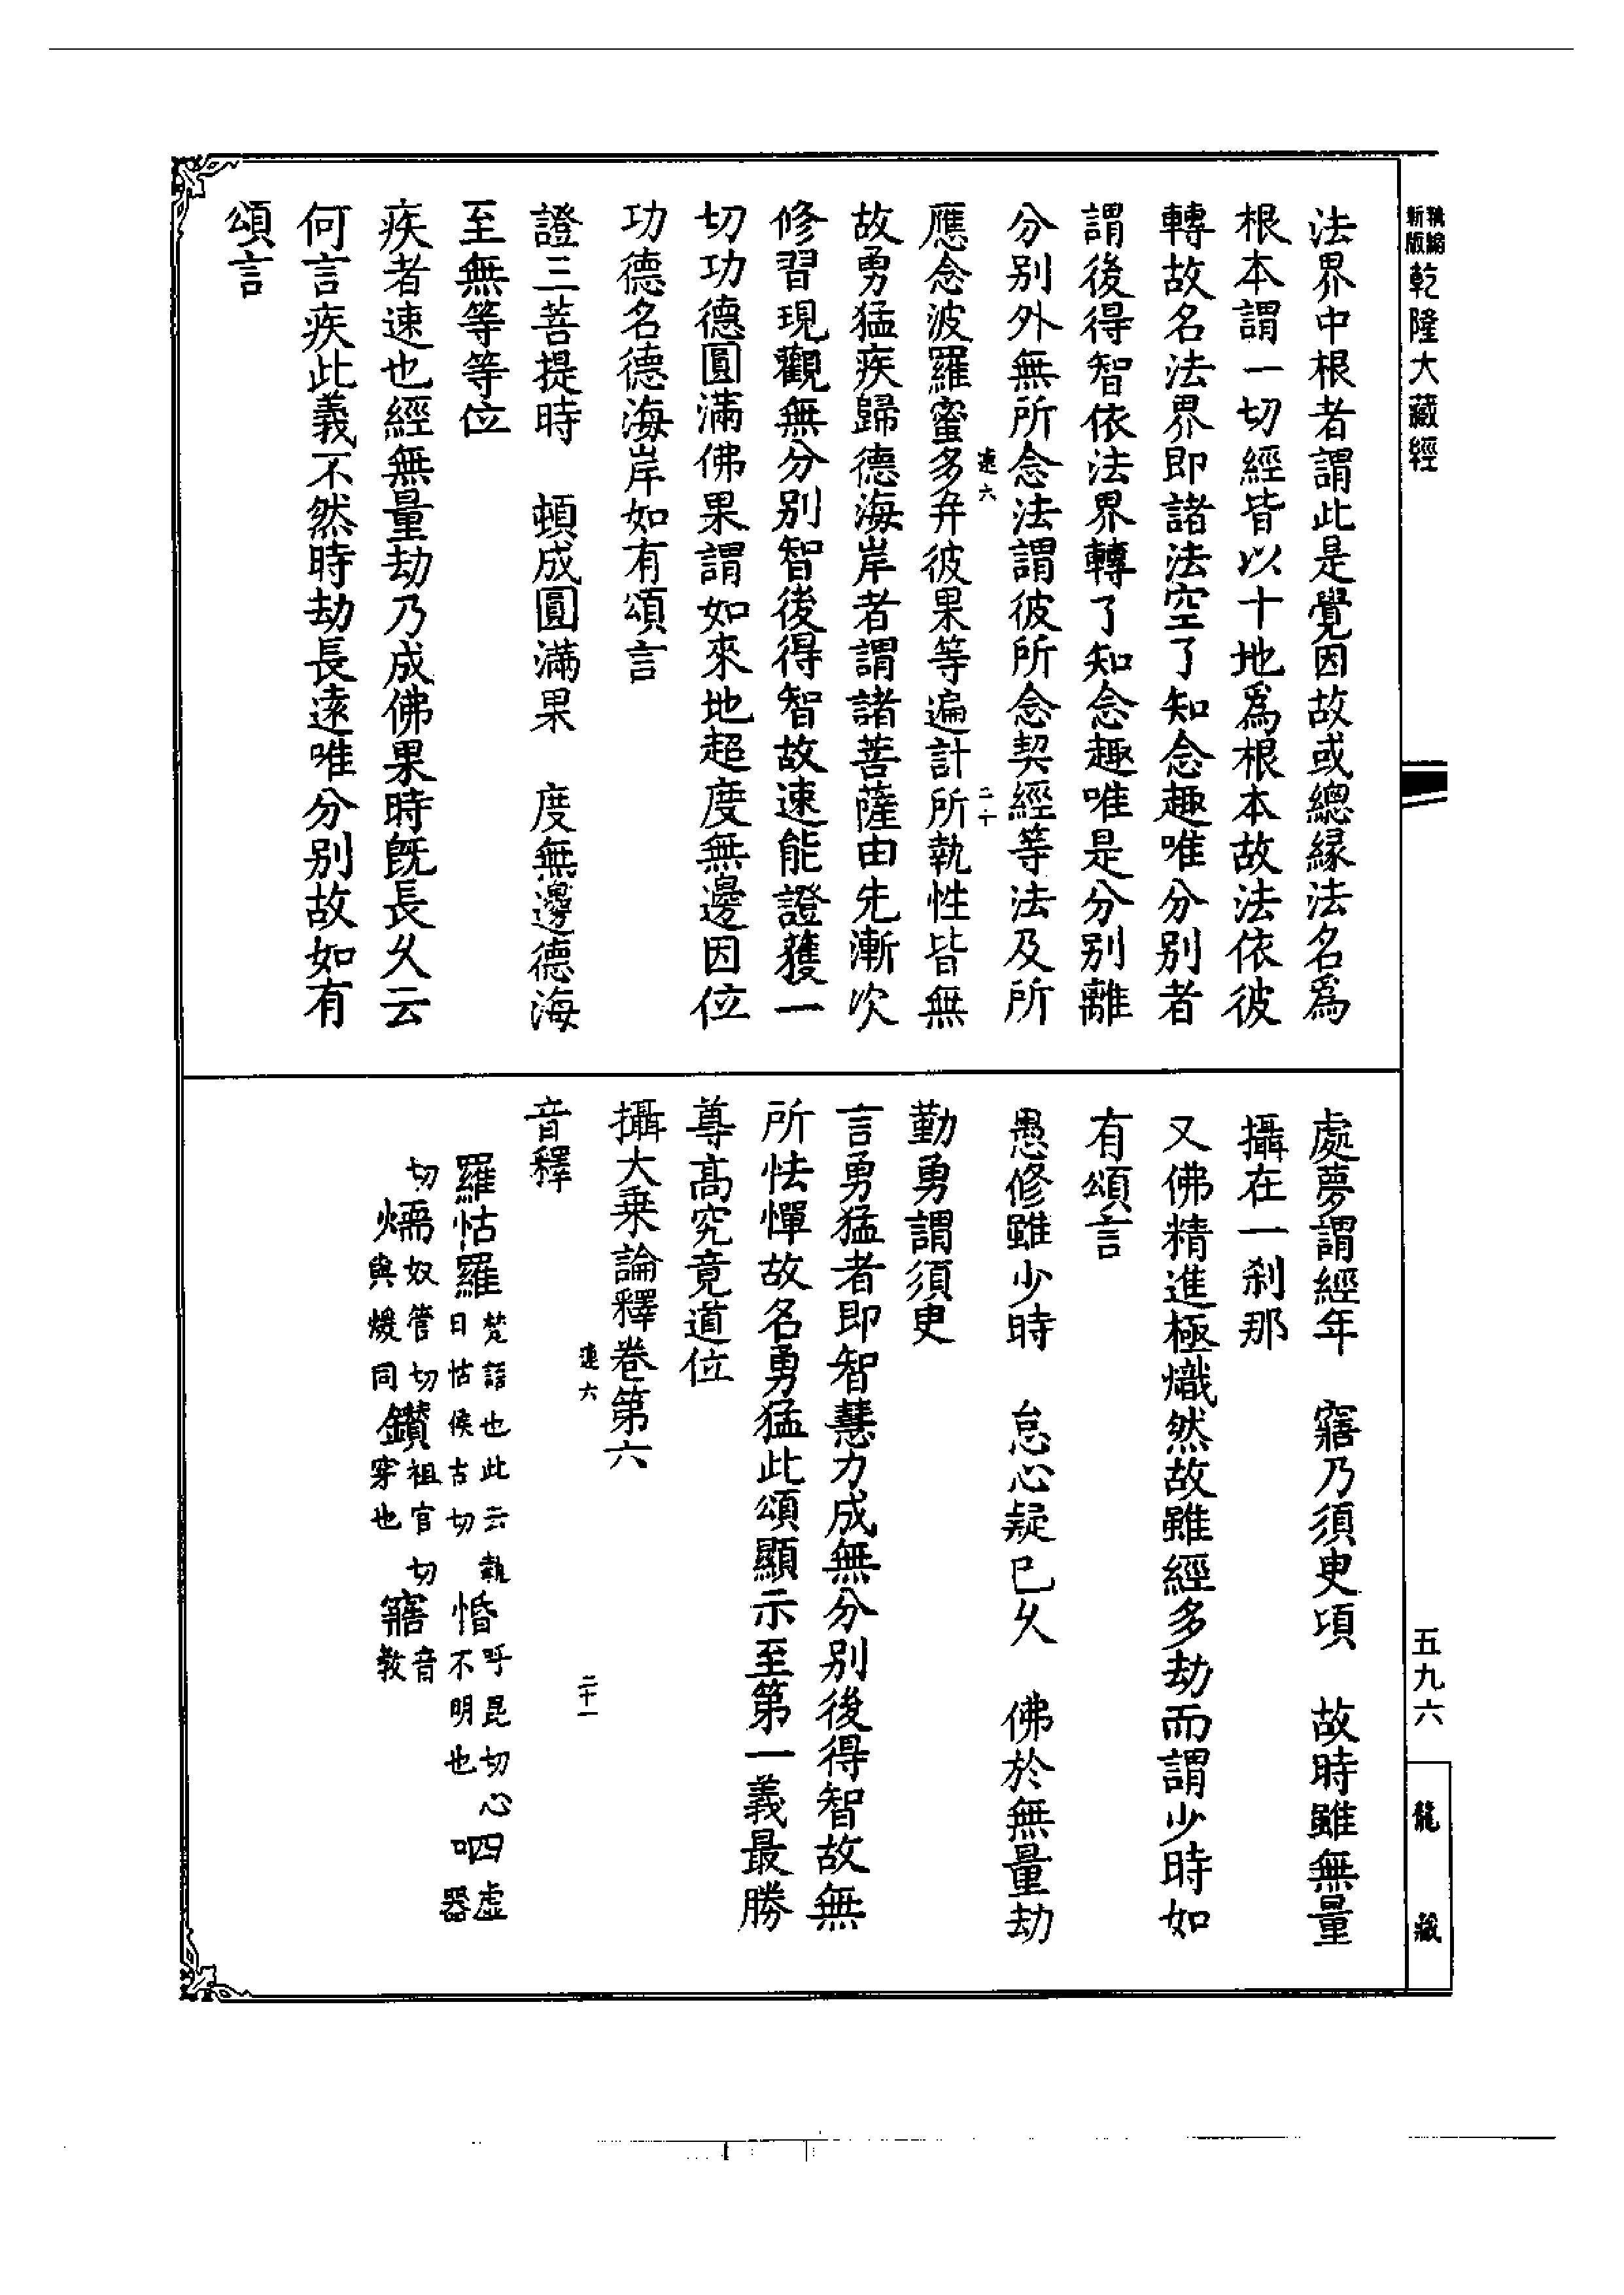 新版
乾隆大藏經
法界中根者謂此是覺因故或總緣法名爲
根本謂一切經皆以十地爲根本故法依彼
轉故名法界即諸法空了知念趣唯分別者
謂後得智依法界轉了知念趣唯是分別離
分別外無所念法謂彼所念契經等法及所
連六
二十
應念波羅蜜多并彼果等遍計所執性皆無
故勇猛疾歸德海岸者謂諸菩薩由先漸次
修習現觀無分別智後得智故速能證獲一
切功德圓滿佛果謂如來地超度無邊因位
功德名德海岸如有頌言
證三菩提時　頓成圓滿果　度無邊德海
至無等等位
疾者速也經無量劫乃成佛果時既長久云
何言疾此義不然時劫長遠唯分別故如有
頌言
處夢謂經年　寤乃須臾頃　故時雖無量
攝在一剎那
又佛精進極熾然故雖經多劫而謂少時如
有頌言
愚修雖少時　怠心疑已久　佛於無量劫
勤勇謂須臾
言勇猛者即智慧力成無分別後得智故無
所怯憚故名勇猛此頌顯示至第一義最勝
尊高究竟道位
攝大乘論釋卷第六
連六
二十一
音釋
羅怙羅梵語也此云執日怙侯古切　惛呼昆切心不明也　呬虛器
切　煗奴管切與煖同　鑽祖官切穿也　寤音教
五九六
龍藏